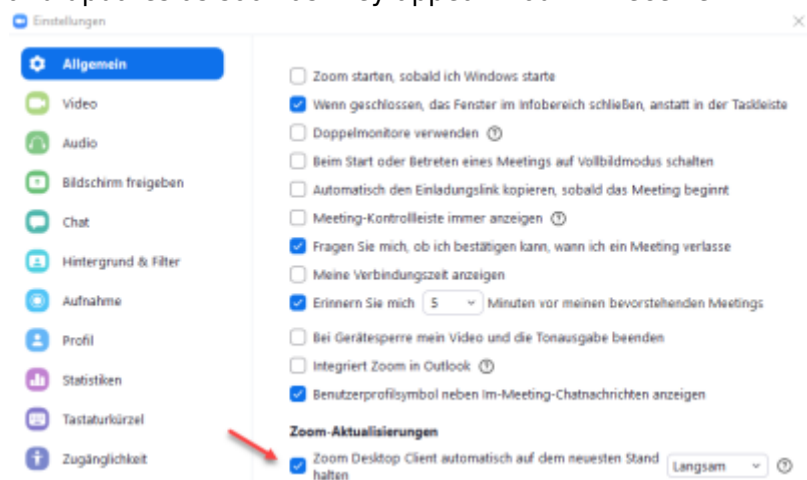 Einstellungen
Allgemein
Video
Audio
Bildschirm freigeben
Chat
Hintergrund & Filter
Aufnahme
Profil
Statistiken
Tastaturkürzel
Zugänglichkeit
Zoom starten, sobald ich Windows starte
Wenn geschlossen, das Fenster im Infobereich schließen, anstatt in der Taskleiste
Doppelmonitore verwenden
Beim Start oder Betreten eines Meetings auf Vollbildmodus schalten
Automatisch den Einladungslink kopieren, sobald das Meeting beginnt
Meeting-Kontrollleiste immer anzeigen
Fragen Sie mich, ob ich bestätigen kann, wann ich ein Meeting verlasse
Meine Verbindungszeit anzeigen
Erinnern Sie mich 5 Minuten vor meinen bevorstehenden Meetings
Bei Gerätesperre mein Video und die Tonausgabe beenden
Integriert Zoom in Outlook
Benutzerprofilsymbol neben Im-Meeting-Chatnachrichten anzeigen
Zoom-Aktualisierungen
Zoom Desktop Client automatisch auf dem neuesten Stand
halten
Langsam